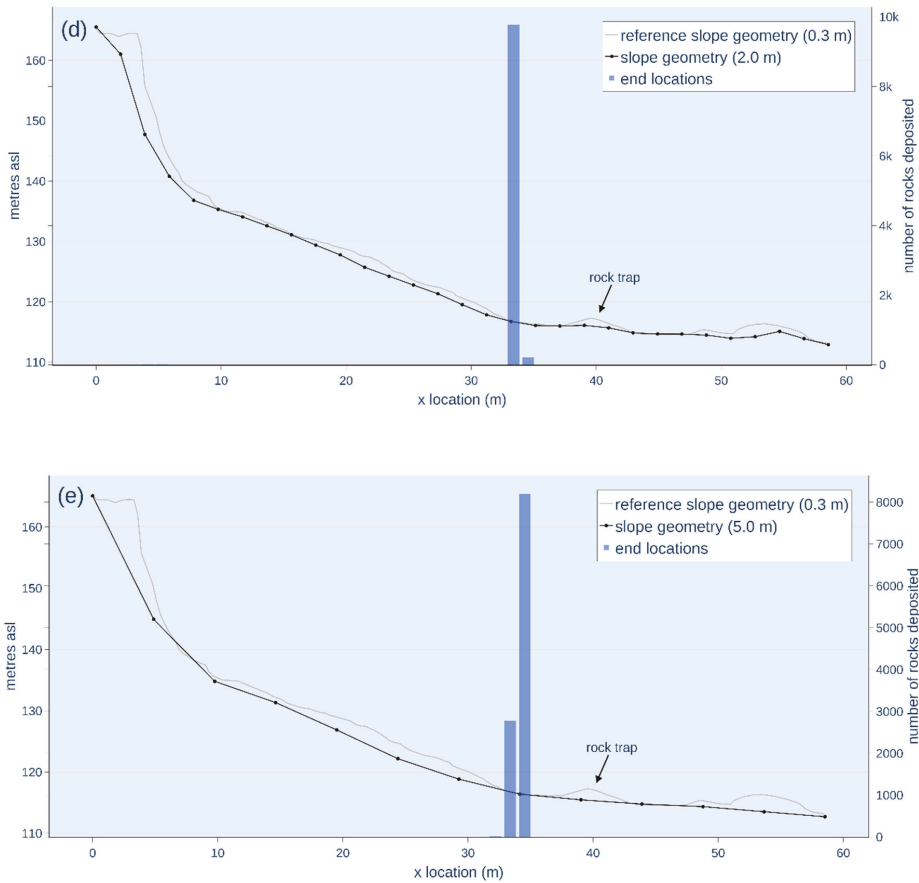 (d)
reference slope geometry (0.3 m)
slope geometry (2.0 m)
end locations
10k
160
8k
150
6k
140
metres asl
number of rocks deposited
130
4k
rock trap
120
2k
110
0
0 10 20 30 40 50 60
x location (m)
(e)
reference slope geometry (0.3 m)
slope geometry (5.0 m)
end locations
8000
160
7000
150
6000
5000
140
4000
metres asl
number of rocks deposited
130
3000
rock trap
2000
120
1000
110
0
0 10 20 30 40 50 60
x location (m)